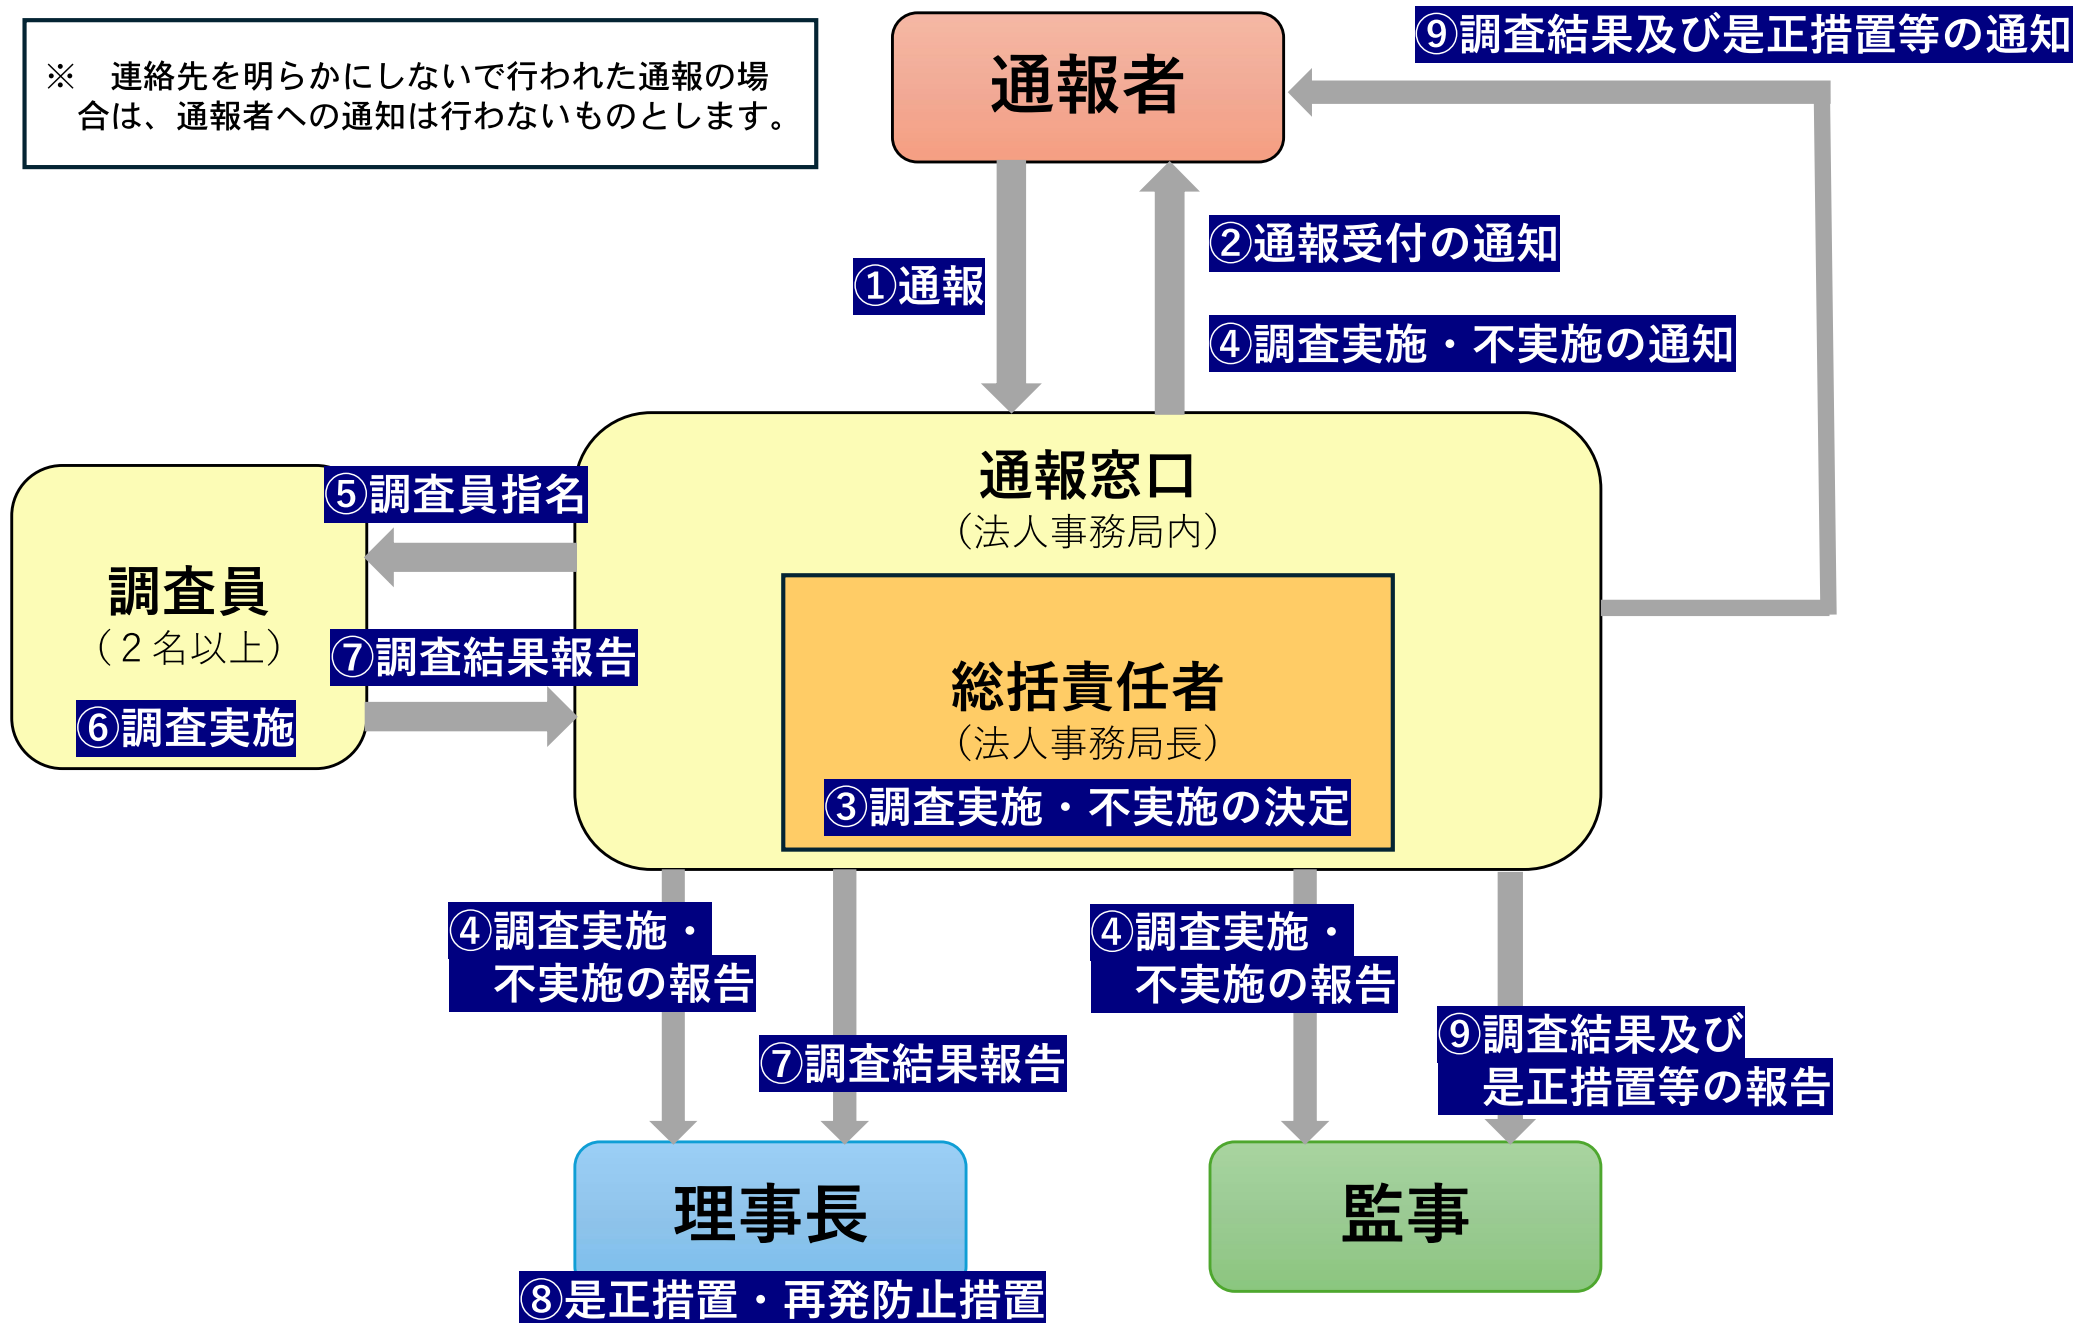 ※　連絡先を明らかにしないで行われた通報の場
合は、通報者への通知は行わないものとします。
通報者
⑨調査結果及び是正措置等の通知
①通報
②通報受付の通知
④調査実施・不実施の通知
通報窓口
（法人事務局内）
⑤調査員指名
調査員
（２名以上）
⑥調査実施
⑦調査結果報告
総括責任者
（法人事務局長）
③調査実施・不実施の決定
④調査実施・
不実施の報告
⑦調査結果報告
④調査実施・
不実施の報告
⑨調査結果及び
是正措置等の報告
理事長
⑧是正措置・再発防止措置
監事